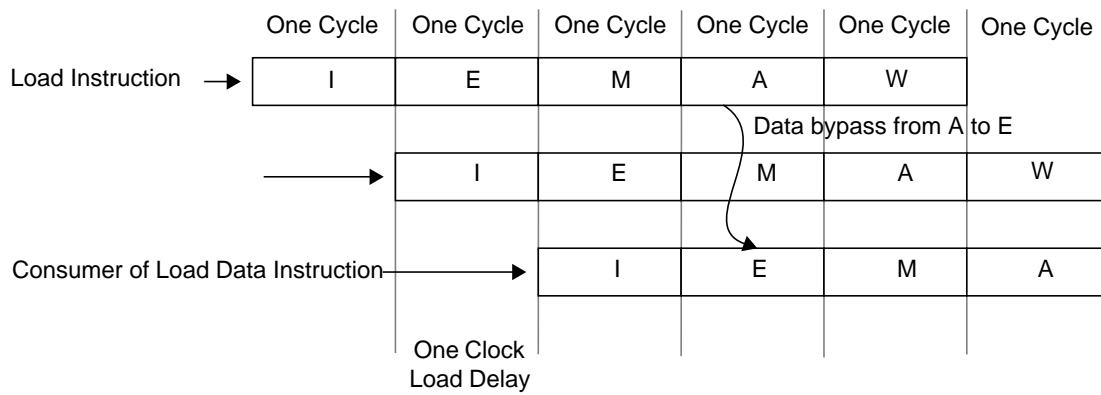 One Cycle One Cycle One Cycle One Cycle One Cycle One Cycle
Load Instruction I E M A W
Data bypass from A to E
I E M A W
Consumer of Load Data Instruction I E M A
One Clock
Load Delay